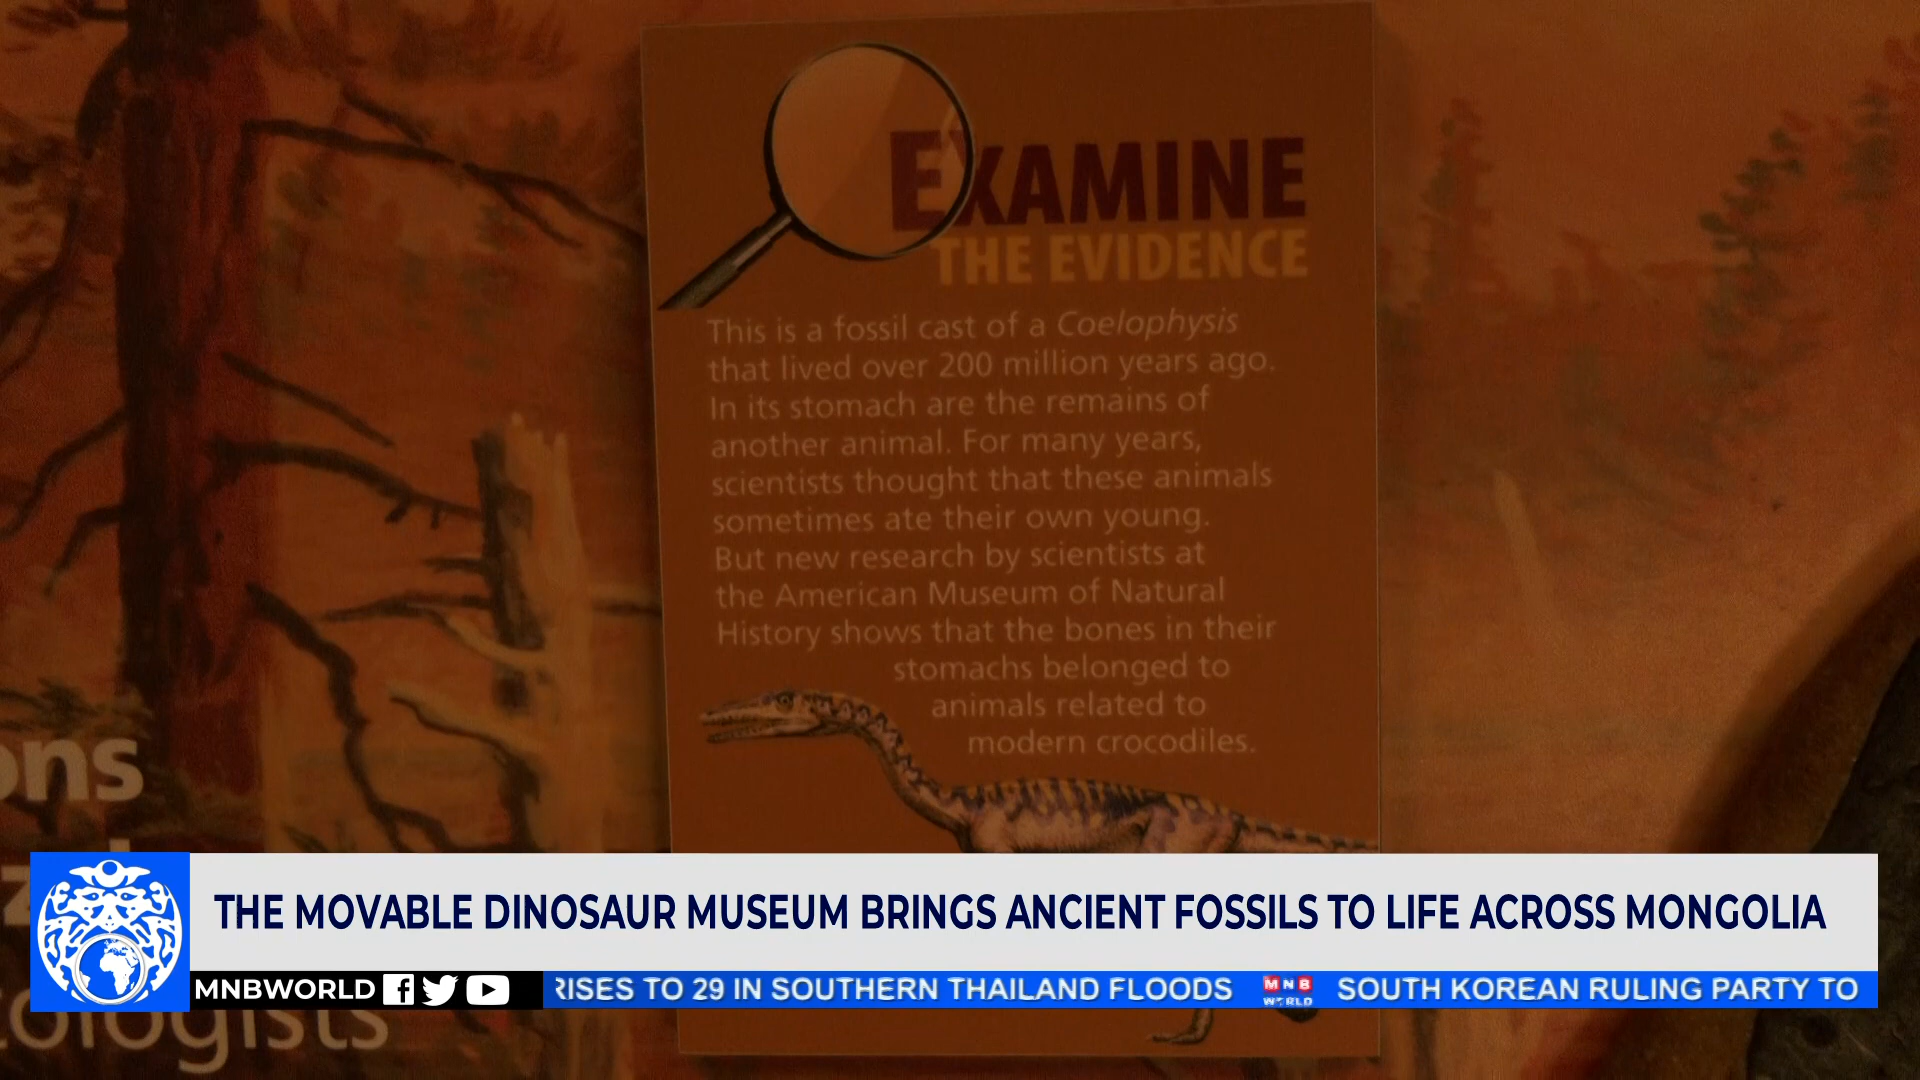 EXAMINE
THE EVIDENCE
This is a fossil cast of a Coelophysis
that lived over 200 million years ago.
In its stomach are the remains of
another animal. For many years,
scientists thought that these animals
sometimes ate their own young.
But new research by scientists at
the American Museum of Natural
History shows that the bones in their
stomachs belonged to
animals related to
modern crocodiles.
ons
ologists
THE MOVABLE DINOSAUR MUSEUM BRINGS ANCIENT FOSSILS TO LIFE ACROSS MONGOLIA
MNBWORLD
RISES TO 29 IN SOUTHERN THAILAND FLOODS MNB WORLD SOUTH KOREAN RULING PARTY TO